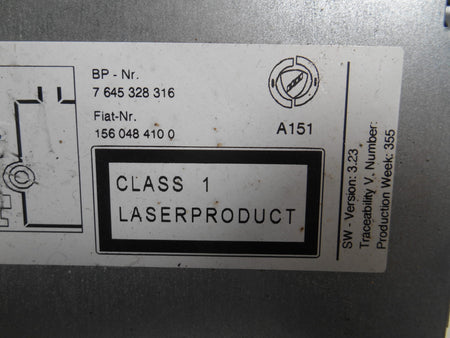 BP - Nr.
7 645 328 316
Fiat-Nr.
156 048 410 0
A151
CLASS 1
LASERPRODUCT
SW - Version: 3.23
Traceability V. Number:
Production Week: 355